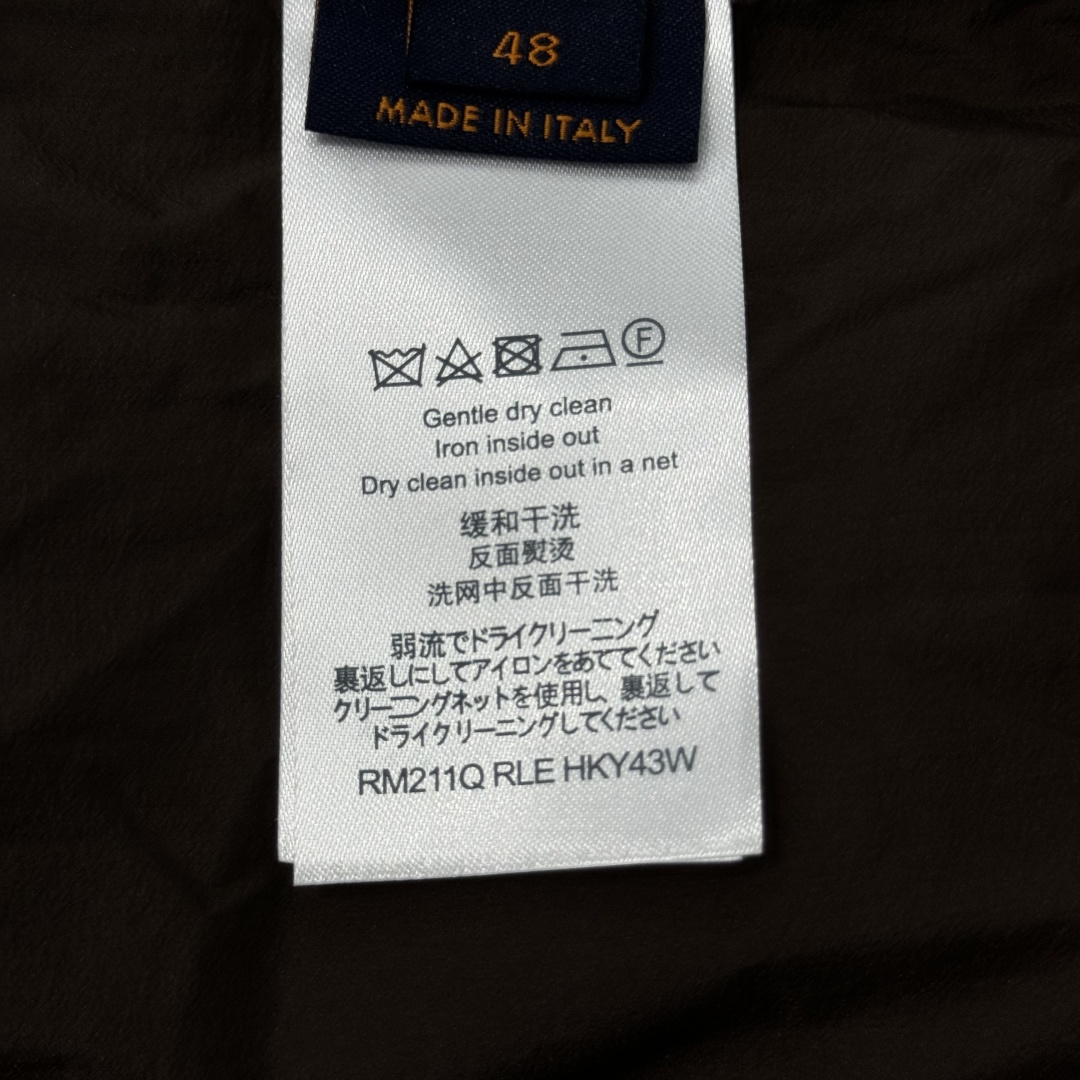 48
MADE IN ITALY
F
Gentle dry clean
Iron inside out
Dry clean inside out in a net
缓和干洗
反面熨烫
洗网中反面干洗
弱流でドライクリーニング
裏返しにしてアイロンをあててください
クリーニングネットを使用し、裏返して
ドライクリーニングしてください
RM211Q RLE HKY43W